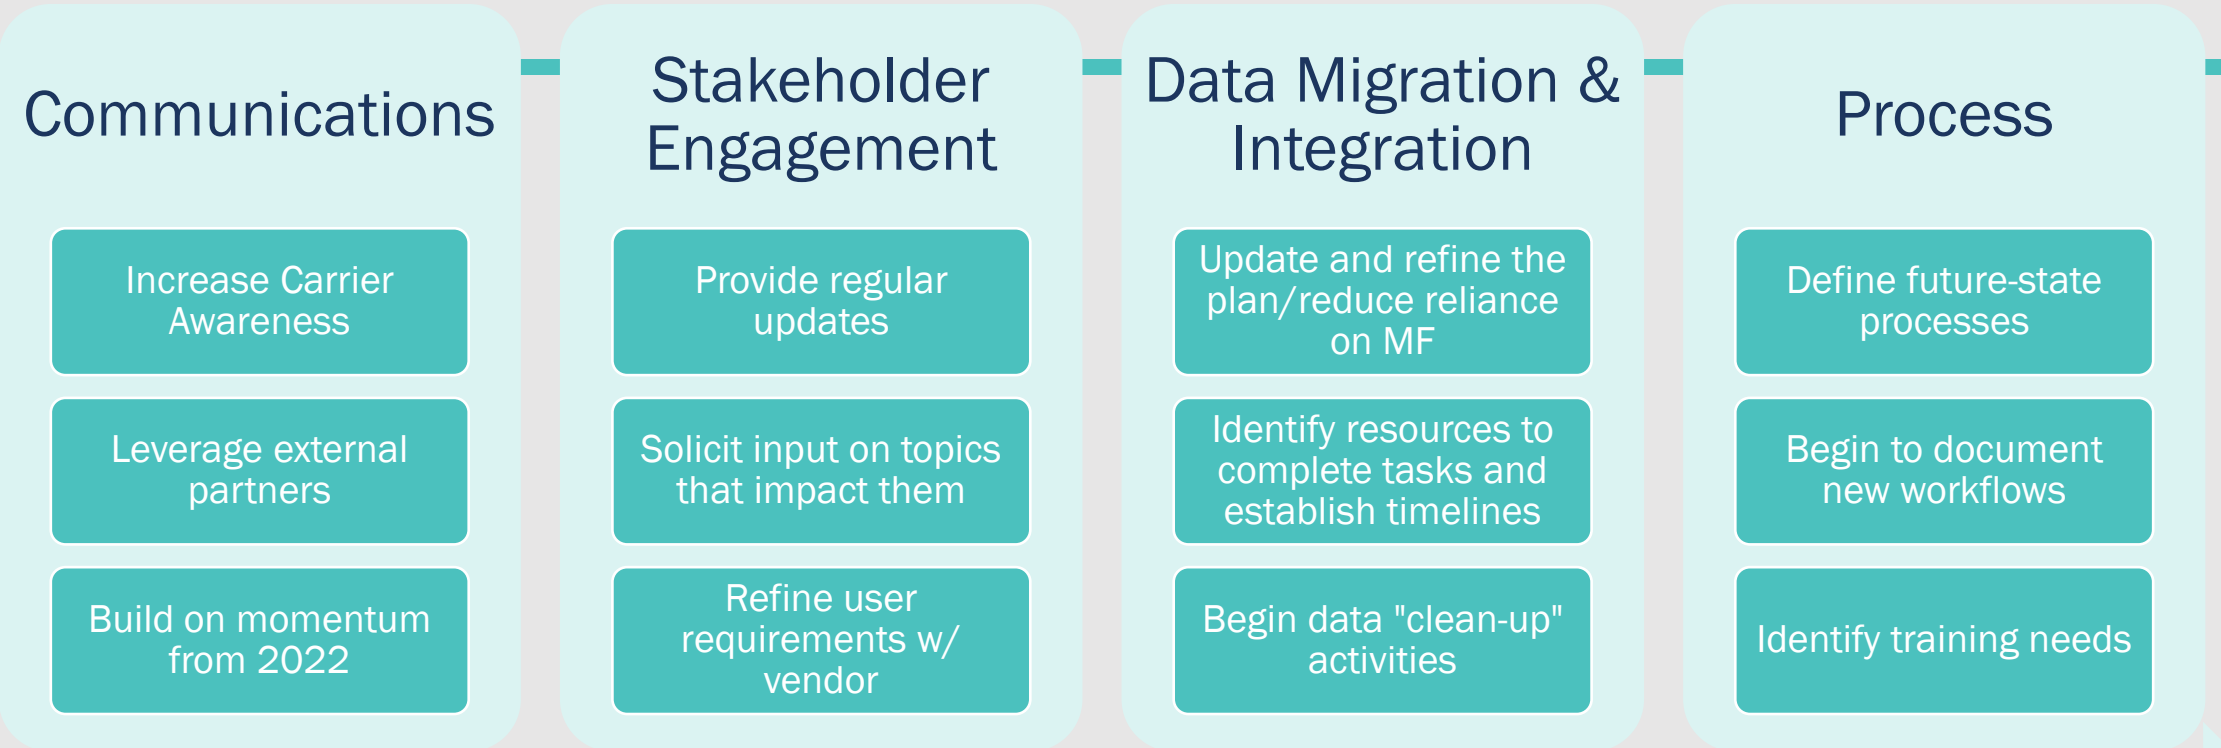 Communications
Increase Carrier
Awareness
Leverage external
partners
Build on momentum
from 2022
Stakeholder
Engagement
Provide regular
updates
Solicit input on topics
that impact them
Refine user
requirements w/
vendor
Data Migration &
Integration
Update and refine the
plan/reduce reliance
on MF
Identify resources to
complete tasks and
establish timelines
Begin data "clean-up"
activities
Process
Define future-state
processes
Begin to document
new workflows
Identify training needs